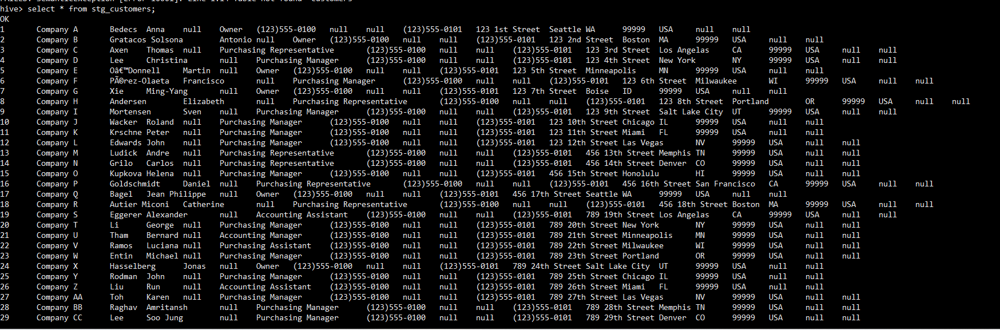 FAILED: SemanticException [Error 10001]: Line 1:14 Table not found 'customers'
hive> select * from stg_customers;
OK
1 Company A Bedecs Anna null Owner (123)555-0100 null null (123)555-0101 123 1st Street Seattle WA 99999 USA null null
2 Company B Gratacos Solsona Antonio null Owner (123)555-0100 null null (123)555-0101 123 2nd Street Boston MA 99999 USA null null
3 Company C Axen Thomas null Purchasing Representative (123)555-0100 null null (123)555-0101 123 3rd Street Los Angelas CA 99999 USA null null
4 Company D Lee Christina null Purchasing Manager (123)555-0100 null null (123)555-0101 123 4th Street New York NY 99999 USA null null
5 Company E Oâ€™Donnell Martin null Owner (123)555-0100 null null (123)555-0101 123 5th Street Minneapolis MN 99999 USA null null
6 Company F PÃ©rez-Olaeta Francisco null Purchasing Manager (123)555-0100 null null (123)555-0101 123 6th Street Milwaukee WI 99999 USA null null
7 Company G Xie Ming-Yang null Owner (123)555-0100 null null (123)555-0101 123 7th Street Boise ID 99999 USA null null
8 Company H Andersen Elizabeth null Purchasing Representative (123)555-0100 null null (123)555-0101 123 8th Street Portland OR 99999 USA null null
9 Company I Mortensen Sven null Purchasing Manager (123)555-0100 null null (123)555-0101 123 9th Street Salt Lake City UT 99999 USA null null
10 Company J Wacker Roland null Purchasing Manager (123)555-0100 null null (123)555-0101 123 10th Street Chicago IL 99999 USA null null
11 Company K Krschne Peter null Purchasing Manager (123)555-0100 null null (123)555-0101 123 11th Street Miami FL 99999 USA null null
12 Company L Edwards John null Purchasing Manager (123)555-0100 null null (123)555-0101 123 12th Street Las Vegas NV 99999 USA null null
13 Company M Ludick Andre null Purchasing Representative (123)555-0100 null null (123)555-0101 456 13th Street Memphis TN 99999 USA null null
14 Company N Grilo Carlos null Purchasing Representative (123)555-0100 null null (123)555-0101 456 14th Street Denver CO 99999 USA null null
15 Company O Kupkova Helena null Purchasing Manager (123)555-0100 null null (123)555-0101 456 15th Street Honolulu HI 99999 USA null null
16 Company P Goldschmidt Daniel null Purchasing Representative (123)555-0100 null null (123)555-0101 456 16th Street San Francisco CA 99999 USA null null
17 Company Q Bagel Jean Philippe null Owner (123)555-0100 null null (123)555-0101 456 17th Street Seattle WA 99999 USA null null
18 Company R Autier Miconi Catherine null Purchasing Representative (123)555-0100 null null (123)555-0101 456 18th Street Boston MA 99999 USA null null
19 Company S Eggerer Alexander null Accounting Assistant (123)555-0100 null null (123)555-0101 789 19th Street Los Angelas CA 99999 USA null null
20 Company T Li George null Purchasing Manager (123)555-0100 null null (123)555-0101 789 20th Street New York NY 99999 USA null null
21 Company U Tham Bernard null Accounting Manager (123)555-0100 null null (123)555-0101 789 21th Street Minneapolis MN 99999 USA null null
22 Company V Ramos Luciana null Purchasing Assistant (123)555-0100 null null (123)555-0101 789 22th Street Milwaukee WI 99999 USA null null
23 Company W Entin Michael null Purchasing Manager (123)555-0100 null null (123)555-0101 789 23th Street Portland OR 99999 USA null null
24 Company X Hasselberg Jonas null Owner (123)555-0100 null null (123)555-0101 789 24th Street Salt Lake City UT 99999 USA null null
25 Company Y Rodman John null Purchasing Manager (123)555-0100 null null (123)555-0101 789 25th Street Chicago IL 99999 USA null null
26 Company Z Liu Run null Accounting Assistant (123)555-0100 null null (123)555-0101 789 26th Street Miami FL 99999 USA null null
27 Company AA Toh Karen null Purchasing Manager (123)555-0100 null null (123)555-0101 789 27th Street Las Vegas NV 99999 USA null null
28 Company BB Raghav Amritansh null Purchasing Manager (123)555-0100 null null (123)555-0101 789 28th Street Memphis TN 99999 USA null null
29 Company CC Lee Soo Jung null Purchasing Manager (123)555-0100 null null (123)555-0101 789 29th Street Denver CO 99999 USA null null